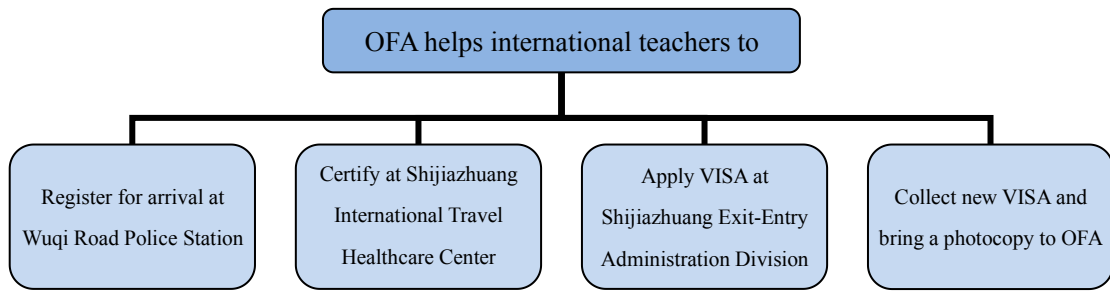 OFA helps international teachers to
Register for arrival at
Wuqi Road Police Station
Certify at Shijiazhuang
International Travel
Healthcare Center
Apply VISA at
Shijiazhuang Exit-Entry
Administration Division
Collect new VISA and
bring a photocopy to OFA